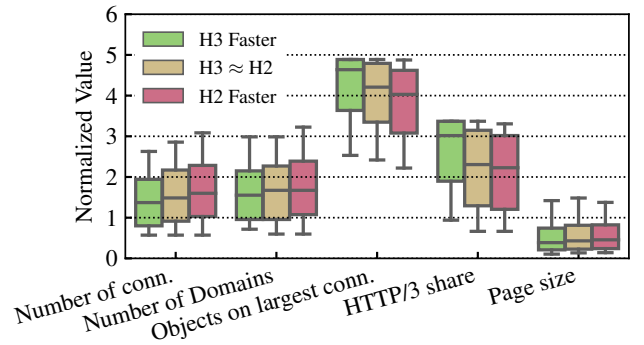 Normalized Value
6
5
4
3
2
1
0
H3 Faster
H3 ≈ H2
H2 Faster
Number of conn.
Number of Domains
Objects on largest conn.
HTTP/3 share
Page size